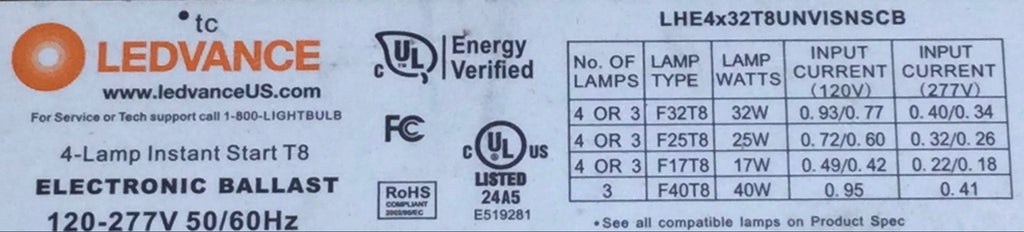 tc
LEDVANCE
www.ledvanceUS.com
For Service or Tech support call 1-800-LIGHTBULB
4-Lamp Instant Start T8
ELECTRONIC BALLAST
120-277V 50/60Hz
c UL Energy
Verified
FC
c UL US
LISTED
24A5
E519281
RoHS
COMPLIANT
2002/95/EC
LHE4x32T8UNVISNSCB
No. OF LAMPS LAMP TYPE LAMP WATTS INPUT CURRENT (120V) INPUT CURRENT (277V)
4 OR 3 F32T8 32W 0.93/0.77 0.40/0.34
4 OR 3 F25T8 25W 0.72/0.60 0.32/0.26
4 OR 3 F17T8 17W 0.49/0.42 0.22/0.18
3 F40T8 40W 0.95 0.41
•See all compatible lamps on Product Spec